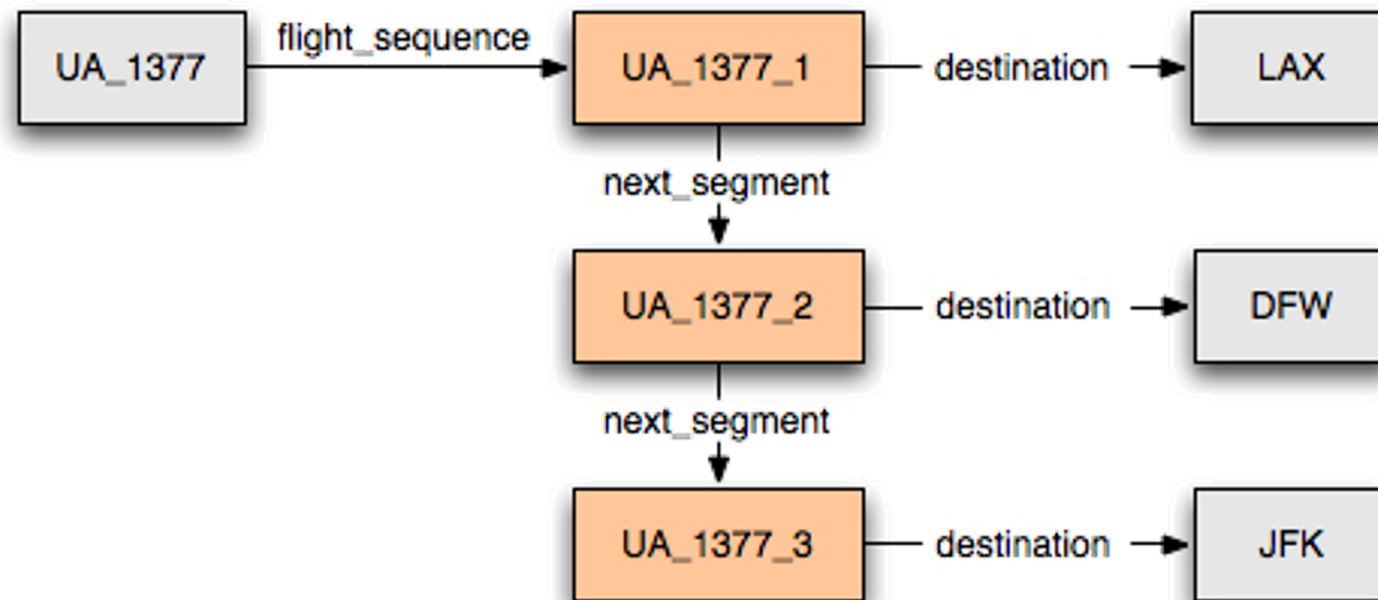 flight_sequence
UA_1377
UA_1377_1
destination
LAX
next_segment
UA_1377_2
destination
DFW
next_segment
UA_1377_3
destination
JFK